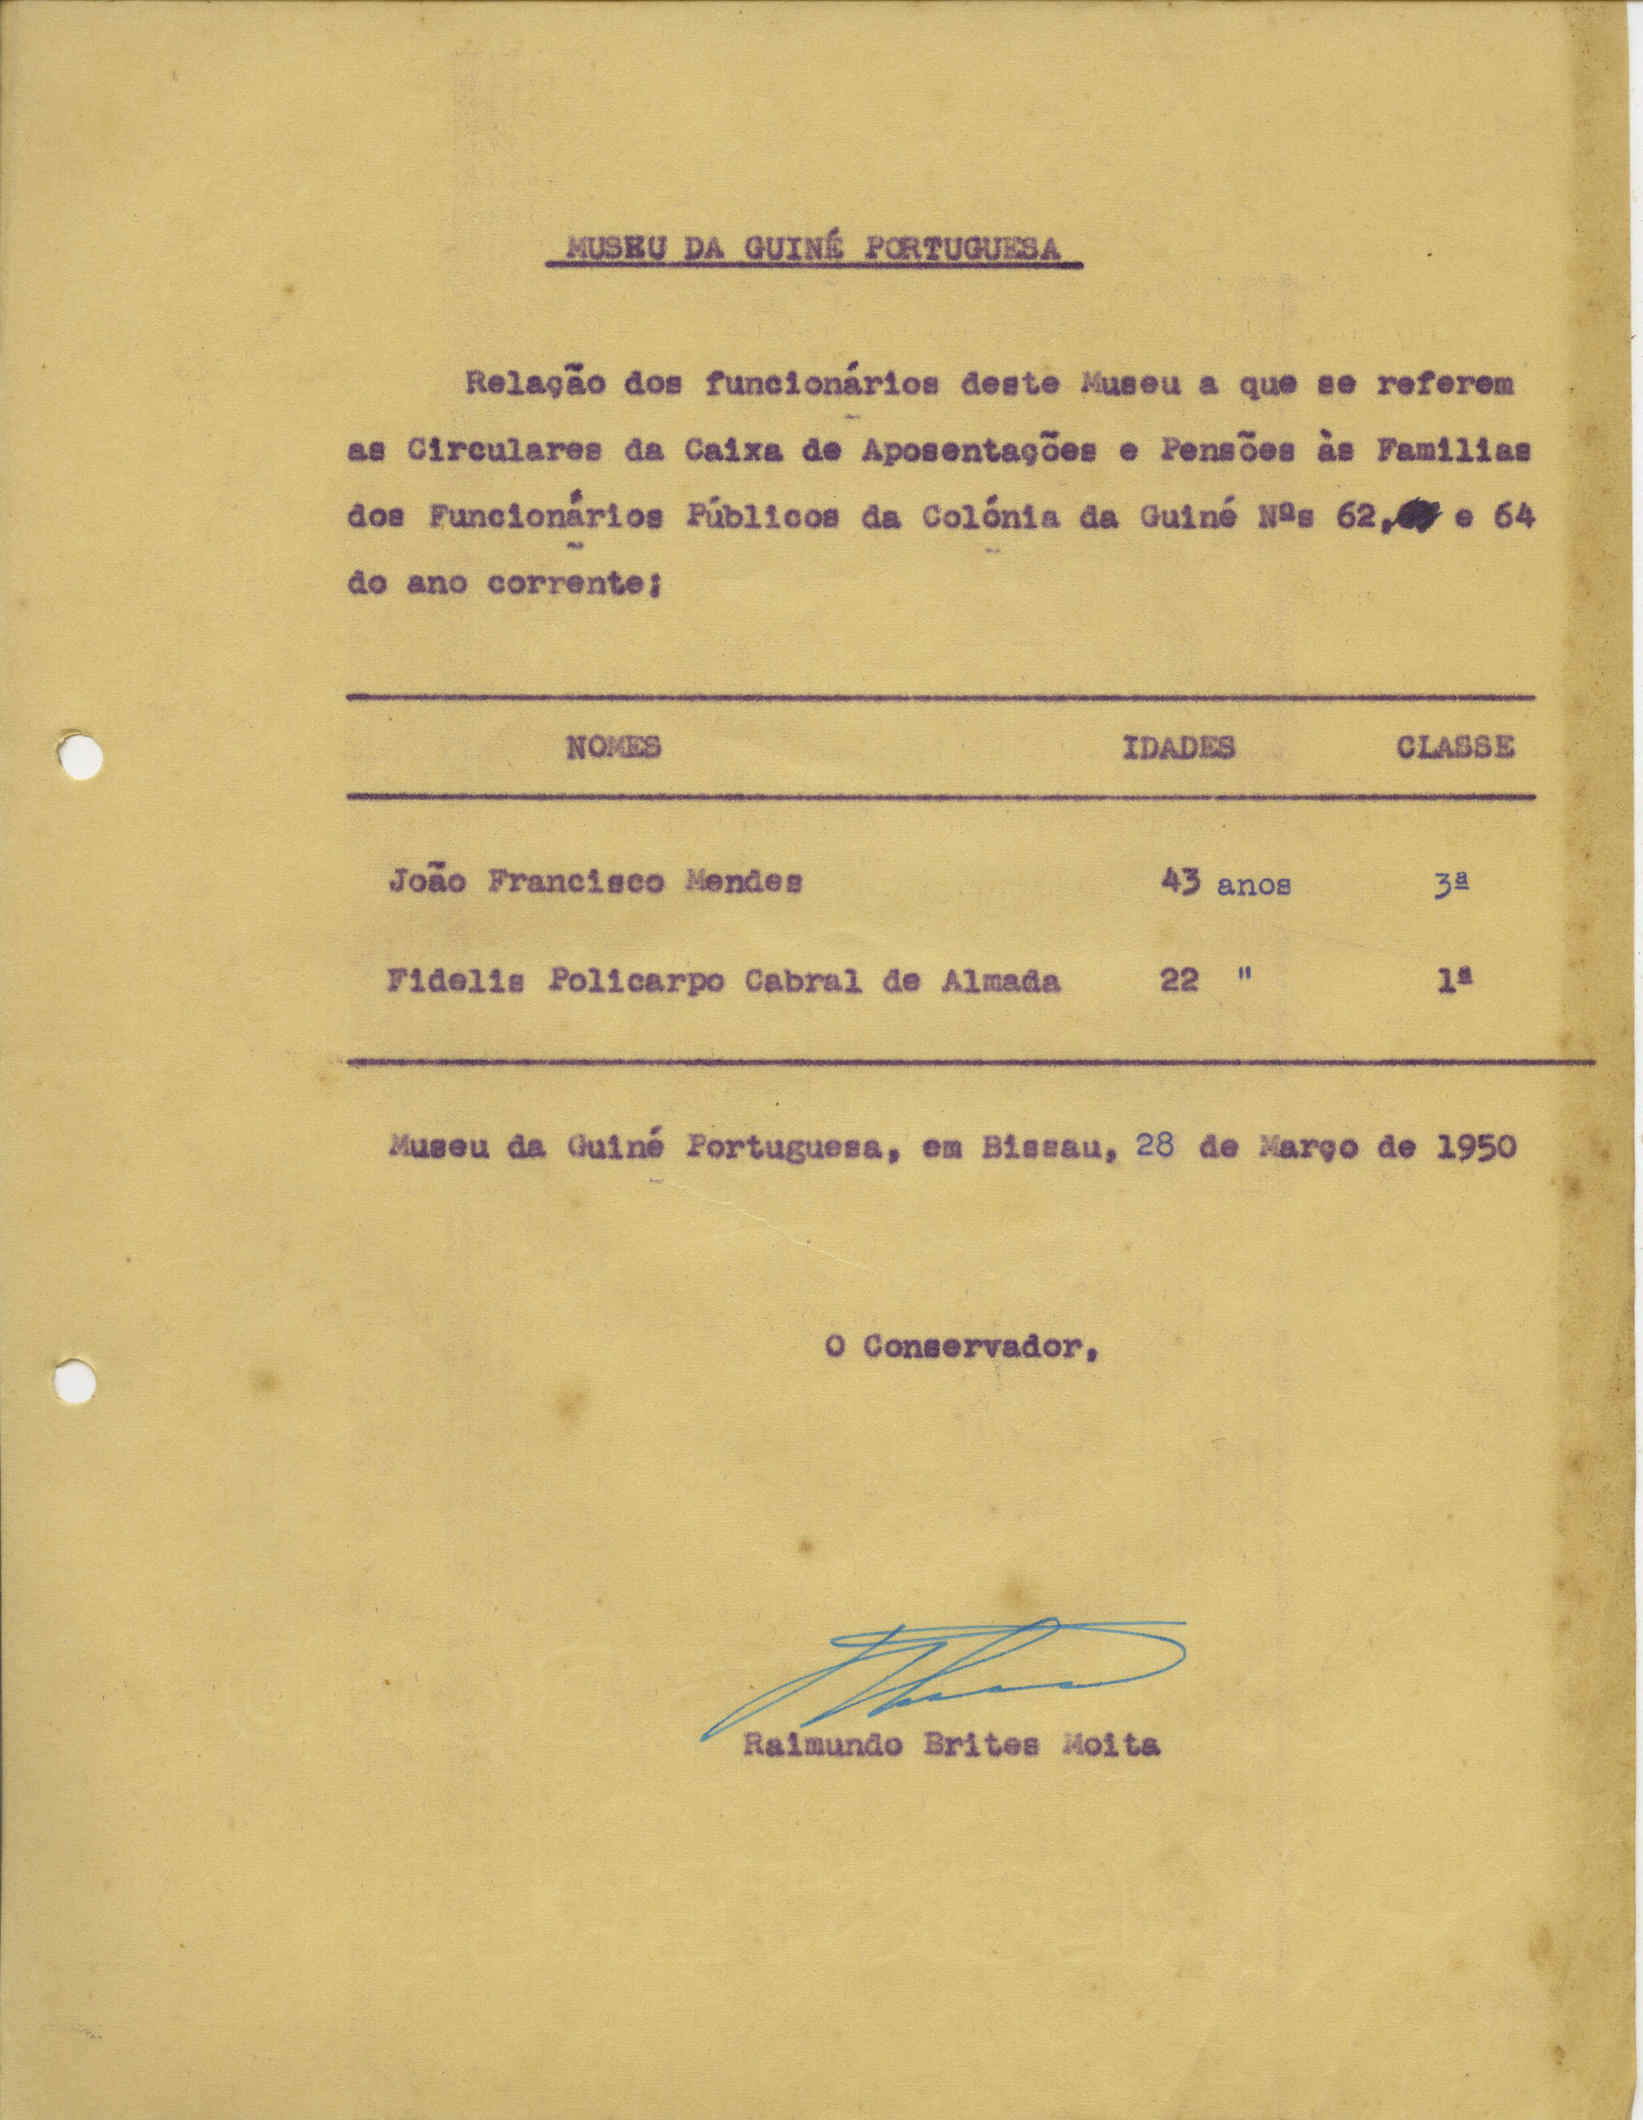 MUSEU DA GUINÉ PORTUGUESA
Relação dos funcionários deste Museu a que se referem
as Circulares da Caixa de Aposentações e Pensões às Familias
dos Funcionários Públicos da Colónia da Guiné Nºs 62, e 64
do ano corrente;
NOMES IDADES CLASSE
João Francisco Mendes 43 anos 3ª
Fidelis Policarpo Cabral de Almada 22 " 1ª
Museu da Guiné Portuguesa, em Bissau, 28 de Março de 1950
O Conservador,
Raimundo Brites Moita